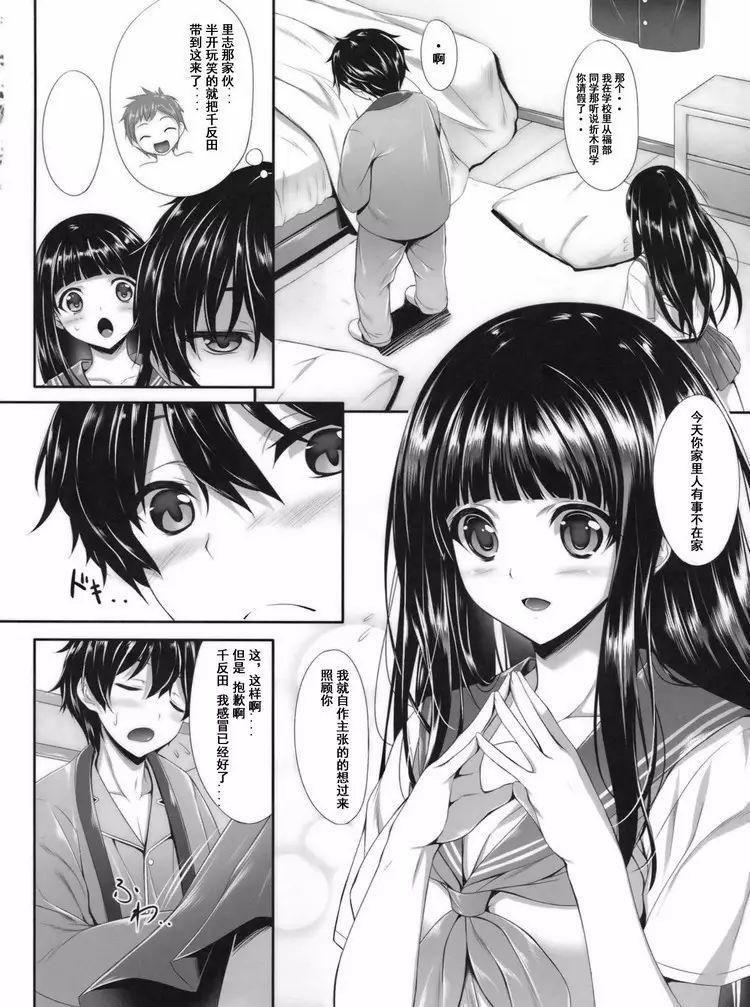 那个・・
我在学校里从福部
同学那听说折木同学
你请假了・・
・啊
里志那家伙．．
半开玩笑的就把千反田
带到这来了．．．．
今天你家里人有事不在家
我就自作主张的的想过来
照顾你
ドキ．．
这，这样啊．．．．
但是 抱歉啊
千反田 我感冒已经好了．．．
ふわ．．